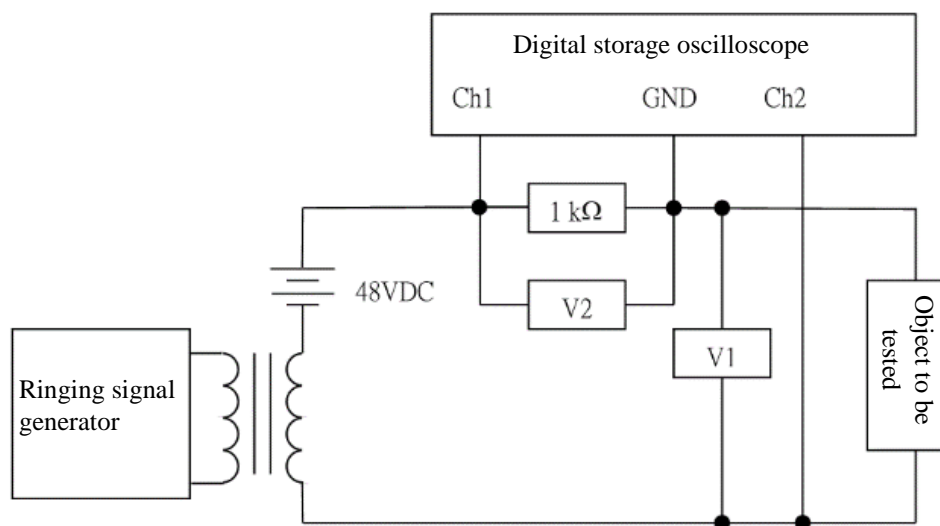 Digital storage oscilloscope
Ch1
GND
Ch2
1 kΩ
48VDC
V2
V1
Object to be
tested
Ringing signal
generator